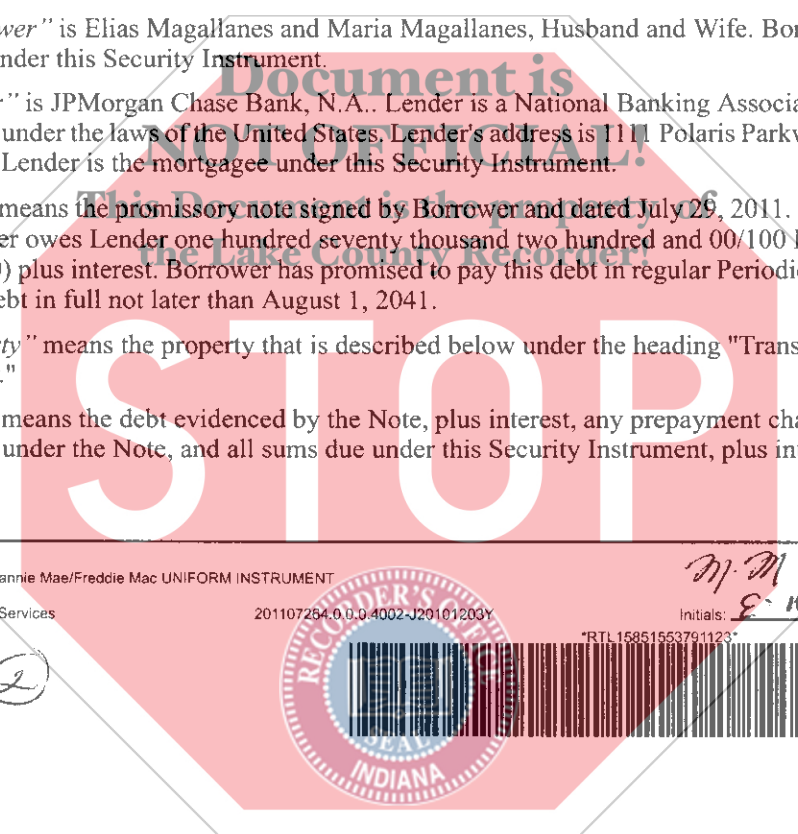 wer" is Elias Magallanes and Maria Magallanes, Husband and Wife. Bor
nder this Security Instrument.
Document is
" is JPMorgan Chase Bank, N.A.. Lender is a National Banking Associa
under the laws of the United States. Lender's address is 1111 Polaris Parkw
NOT OFFICIAL!
Lender is the mortgagee under this Security Instrument.
This Document is the property of
means the promissory note signed by Borrower and dated July 29, 2011.
er owes Lender one hundred seventy thousand two hundred and 00/100
the Lake County Recorder!
) plus interest. Borrower has promised to pay this debt in regular Periodi
ebt in full not later than August 1, 2041.
ty" means the property that is described below under the heading "Trans
."
STOP
means the debt evidenced by the Note, plus interest, any prepayment cha
under the Note, and all sums due under this Security Instrument, plus in
annie Mae/Freddie Mac UNIFORM INSTRUMENT
M.M
Services
201107264.0.0.0.4002-J20101203Y
Initials:
*RTL15851553791123*
2
RECORDER'S OFFICE
SEAL
INDIANA